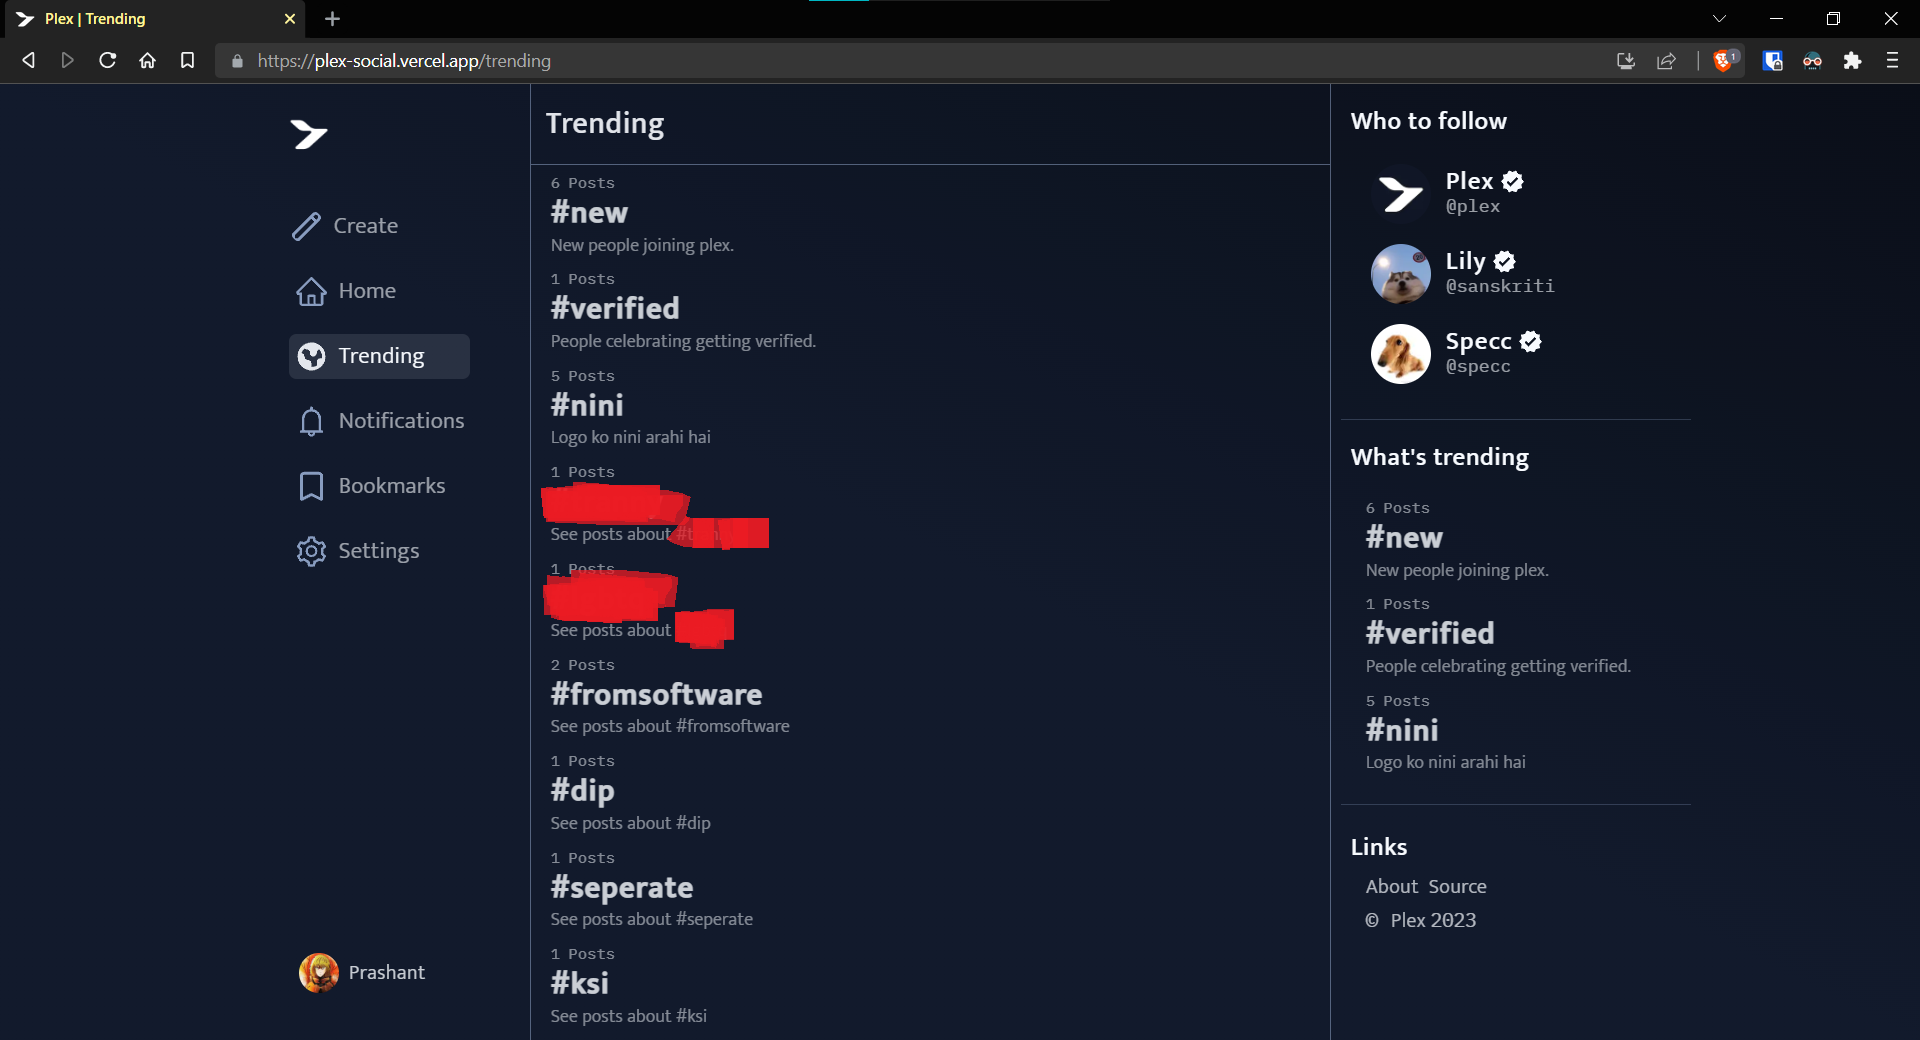 Plex | Trending
https://plex-social.vercel.app/trending
1
Create
Home
Trending
Notifications
Bookmarks
Settings
Prashant
Trending
6 Posts
#new
New people joining plex.
1 Posts
#verified
People celebrating getting verified.
5 Posts
#nini
Logo ko nini arahi hai
1 Posts
See posts about
1 Posts
See posts about
2 Posts
#fromsoftware
See posts about #fromsoftware
1 Posts
#dip
See posts about #dip
1 Posts
#seperate
See posts about #seperate
1 Posts
#ksi
See posts about #ksi
Who to follow
Plex
@plex
Lily
@sanskriti
Specc
@specc
What's trending
6 Posts
#new
New people joining plex.
1 Posts
#verified
People celebrating getting verified.
5 Posts
#nini
Logo ko nini arahi hai
Links
About Source
© Plex 2023